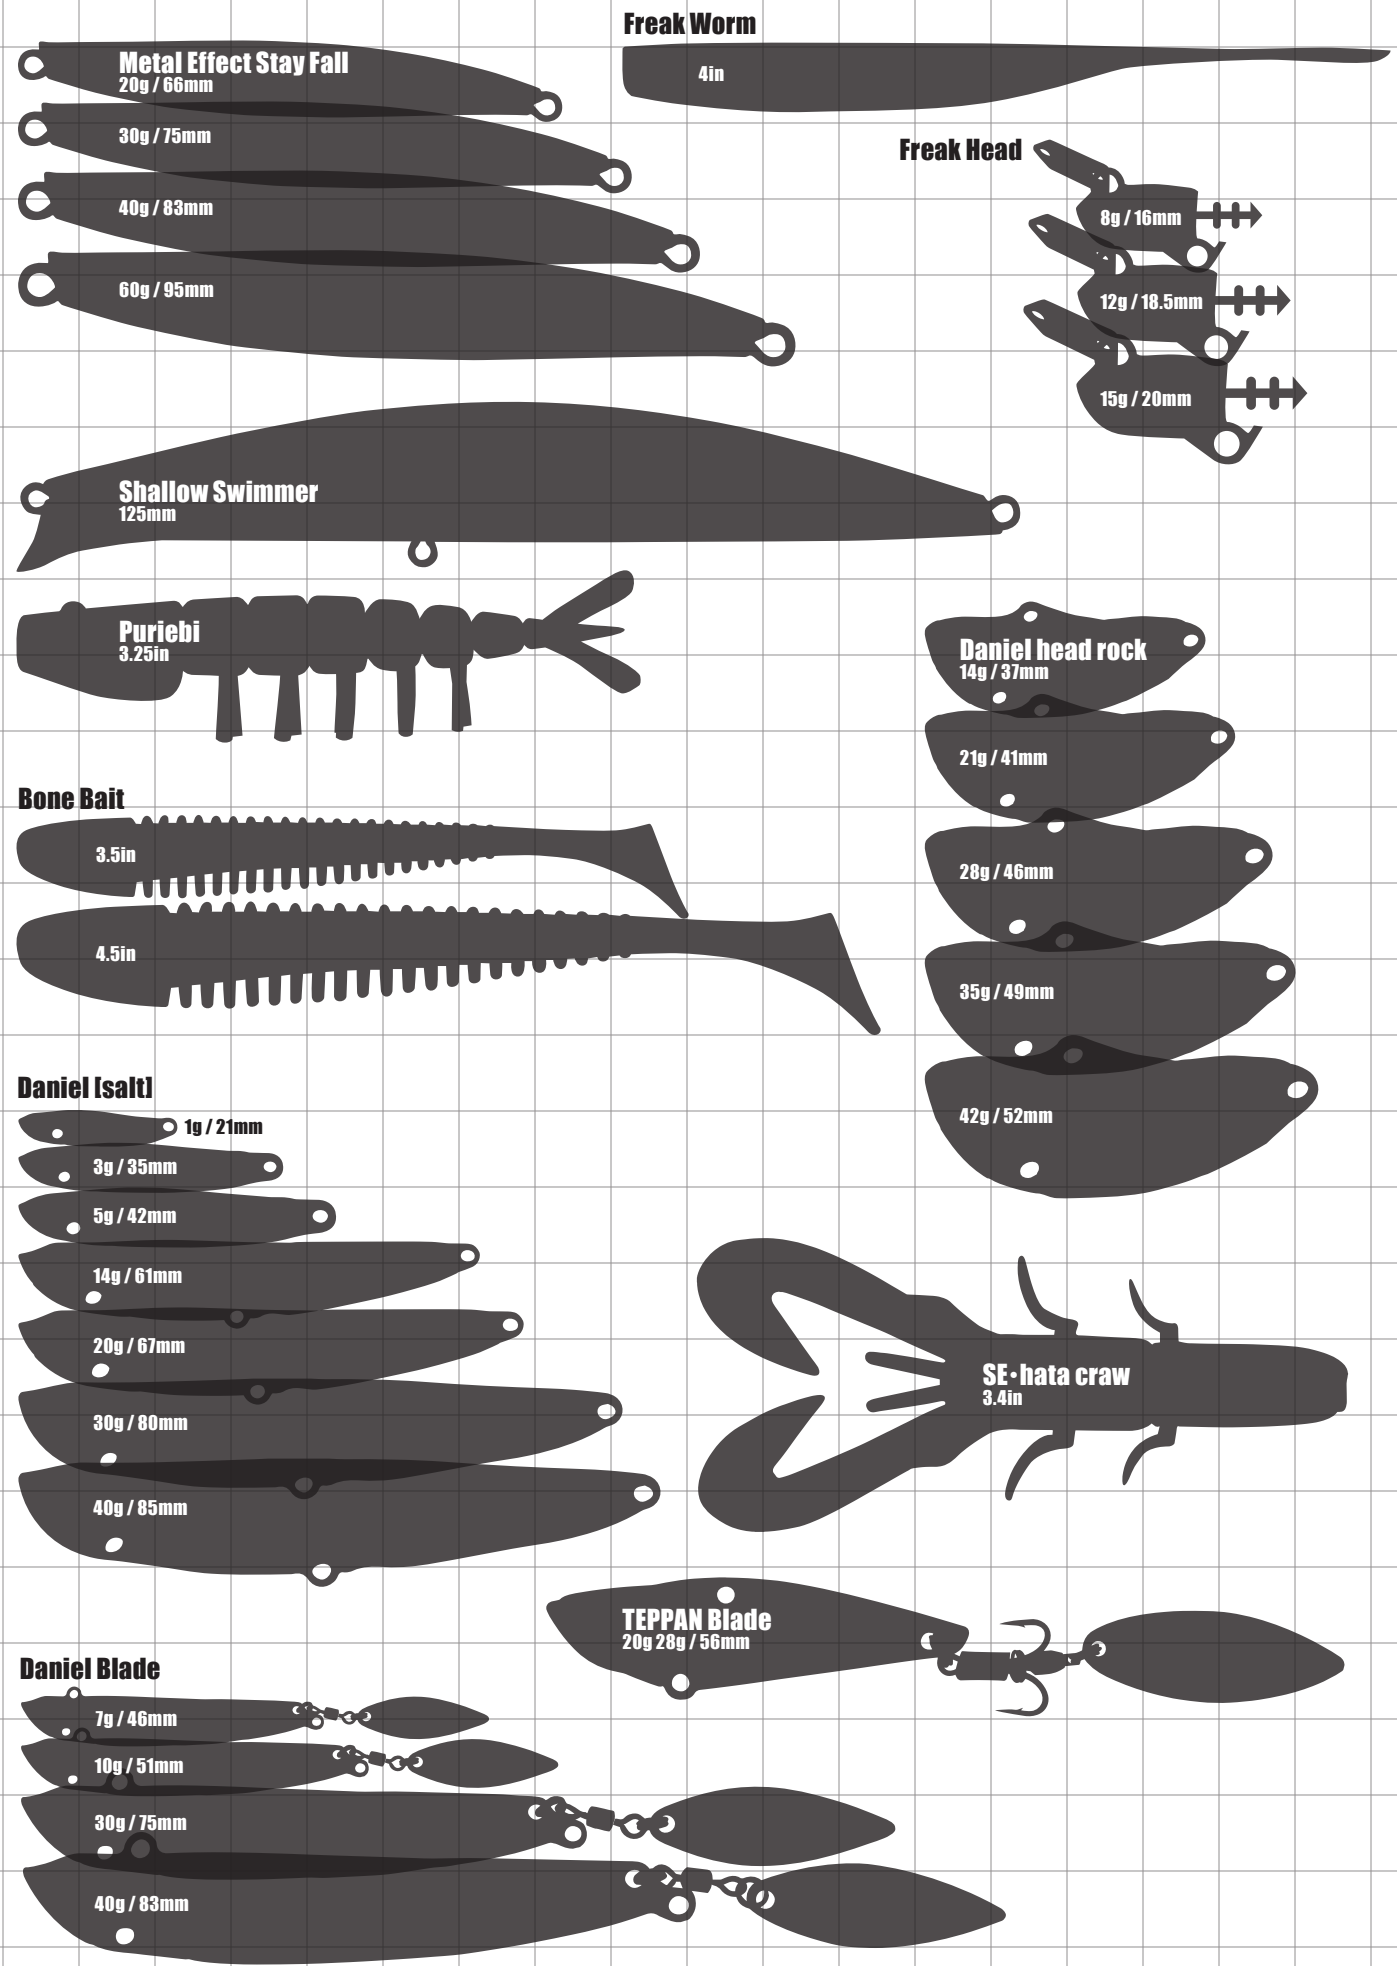 Freak Worm
4in
Metal Effect Stay Fall
20g / 66mm
30g / 75mm
40g / 83mm
60g / 95mm
Freak Head
8g / 16mm
12g / 18.5mm
15g / 20mm
Shallow Swimmer
125mm
Puriebi
3.25in
Daniel head rock
14g / 37mm
21g / 41mm
28g / 46mm
35g / 49mm
42g / 52mm
Bone Bait
3.5in
4.5in
Daniel [salt]
1g / 21mm
3g / 35mm
5g / 42mm
14g / 61mm
20g / 67mm
30g / 80mm
40g / 85mm
SE・hata craw
3.4in
TEPPAN Blade
20g 28g / 56mm
Daniel Blade
7g / 46mm
10g / 51mm
30g / 75mm
40g / 83mm